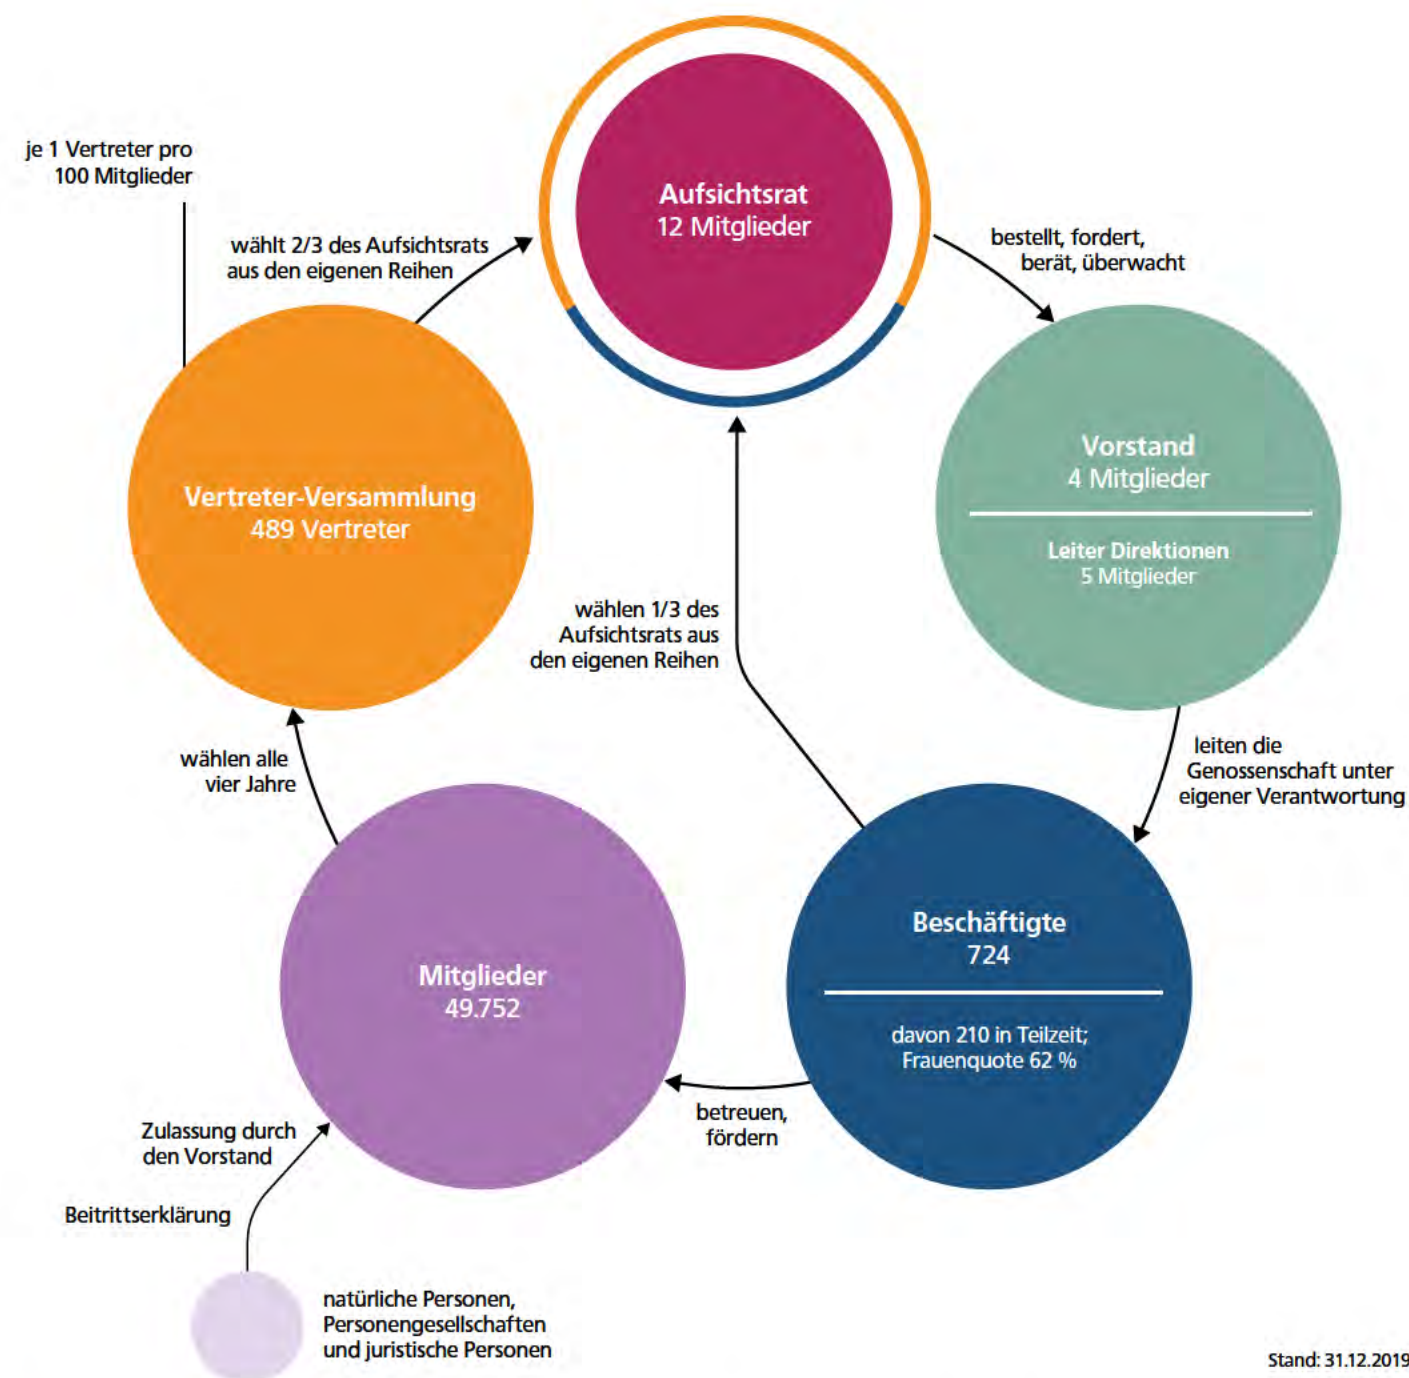 je 1 Vertreter pro
100 Mitglieder
wählt 2/3 des Aufsichtsrats
aus den eigenen Reihen
Aufsichtsrat
12 Mitglieder
bestellt, fordert,
berät, überwacht
Vertreter-Versammlung
489 Vertreter
Vorstand
4 Mitglieder
Leiter Direktionen
5 Mitglieder
wählen 1/3 des
Aufsichtsrats aus
den eigenen Reihen
wählen alle
vier Jahre
leiten die
Genossenschaft unter
eigener Verantwortung
Mitglieder
49.752
Beschäftigte
724
davon 210 in Teilzeit;
Frauenquote 62 %
betreuen,
fördern
Zulassung durch
den Vorstand
Beitrittserklärung
natürliche Personen,
Personengesellschaften
und juristische Personen
Stand: 31.12.2019